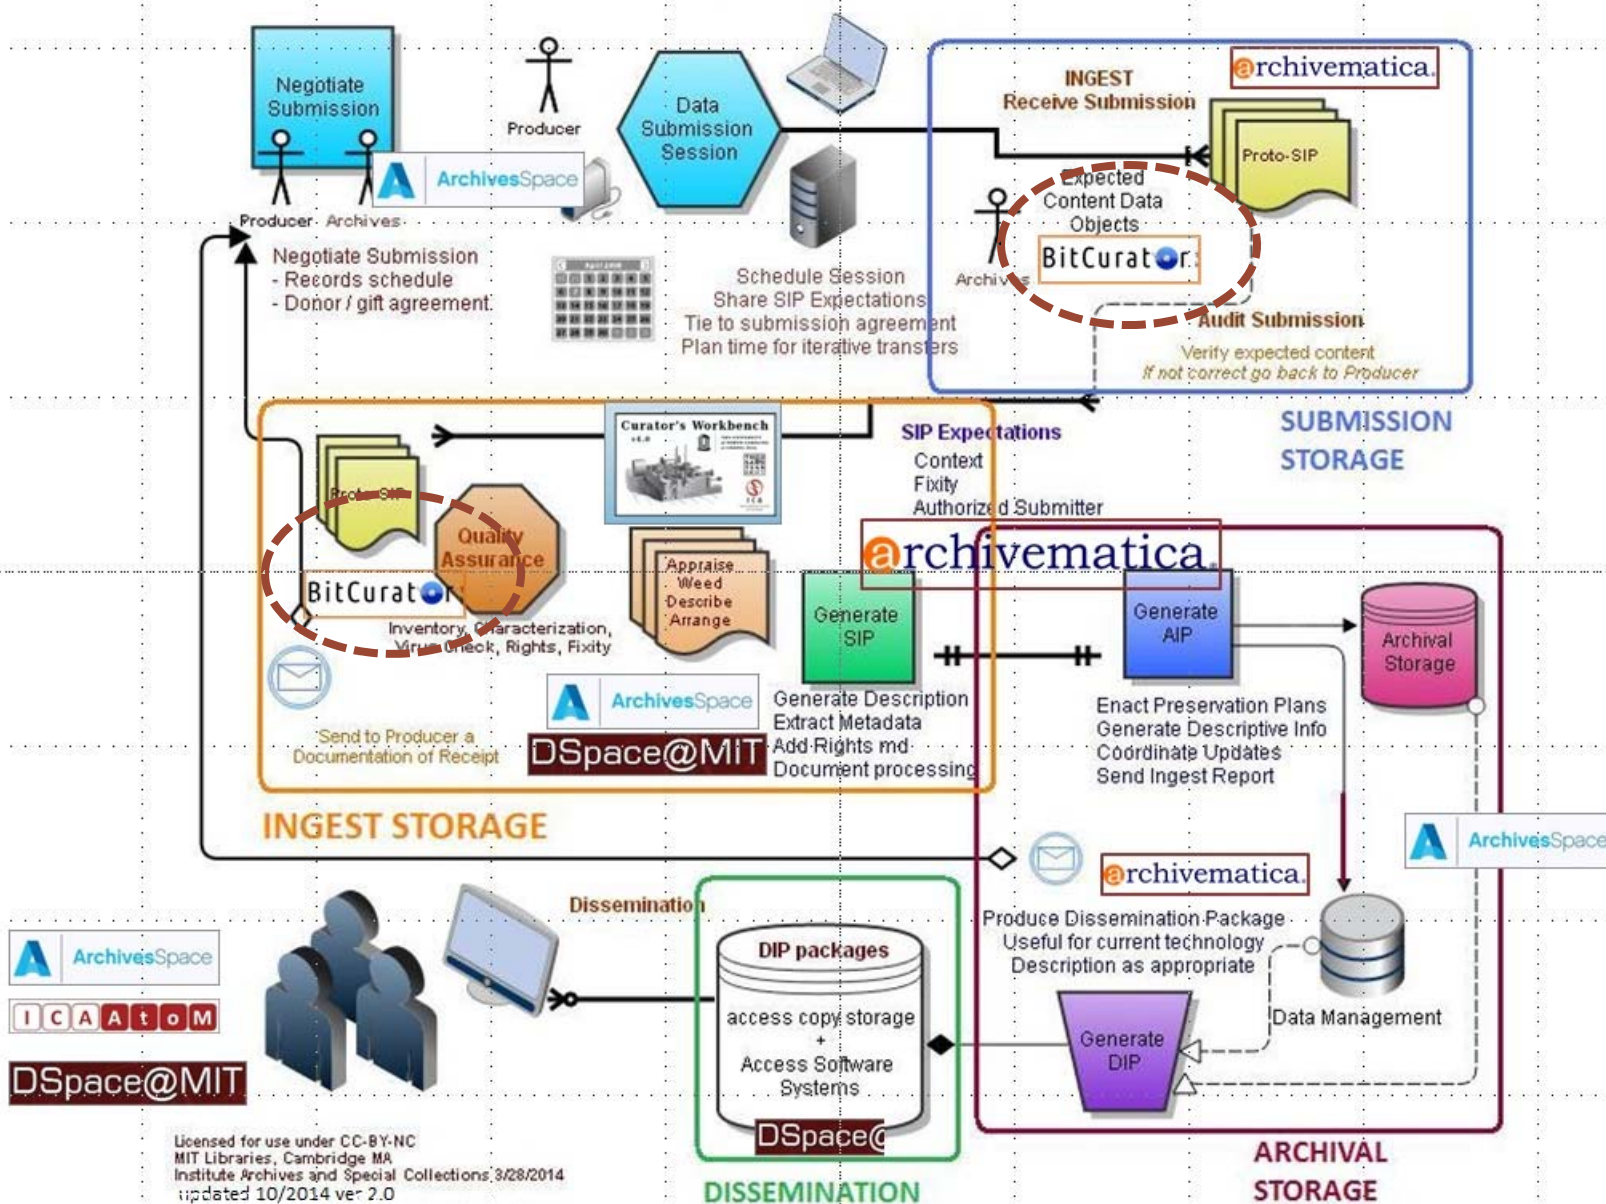 Negotiate
Submission
Producer
Archives
ArchivesSpace
Negotiate Submission
- Records schedule
- Donor / gift agreement
Producer
Data
Submission
Session
Schedule Session
Share SIP Expectations
Tie to submission agreement
Plan time for iterative transfers
INGEST
Receive Submission
archivematica.
Proto-SIP
Expected
Content Data
Objects
BitCurator
Archives
Audit Submission
Verify expected content
If not correct go back to Producer
SUBMISSION
STORAGE
Proto-SIP
Quality
Assurance
BitCurator
Inventory, Characterization,
Virus Check, Rights, Fixity
Send to Producer a
Documentation of Receipt
Curator's Workbench
Appraise
Weed
Describe
Arrange
ArchivesSpace
DSpace@MIT
Generate
SIP
Generate Description
Extract Metadata
Add Rights md
Document processing
INGEST STORAGE
SIP Expectations
Context
Fixity
Authorized Submitter
archivematica.
Generate
AIP
Enact Preservation Plans
Generate Descriptive Info
Coordinate Updates
Send Ingest Report
Archival
Storage
ArchivesSpace
archivematica.
Produce Dissemination Package
Useful for current technology
Description as appropriate
Data Management
Generate
DIP
ARCHIVAL
STORAGE
Dissemination
DIP packages
access copy storage
+
Access Software
Systems
DSpace@
DISSEMINATION
ArchivesSpace
ICAAtoM
DSpace@MIT
Licensed for use under CC-BY-NC
MIT Libraries, Cambridge MA
Institute Archives and Special Collections 3/28/2014
updated 10/2014 ver 2.0